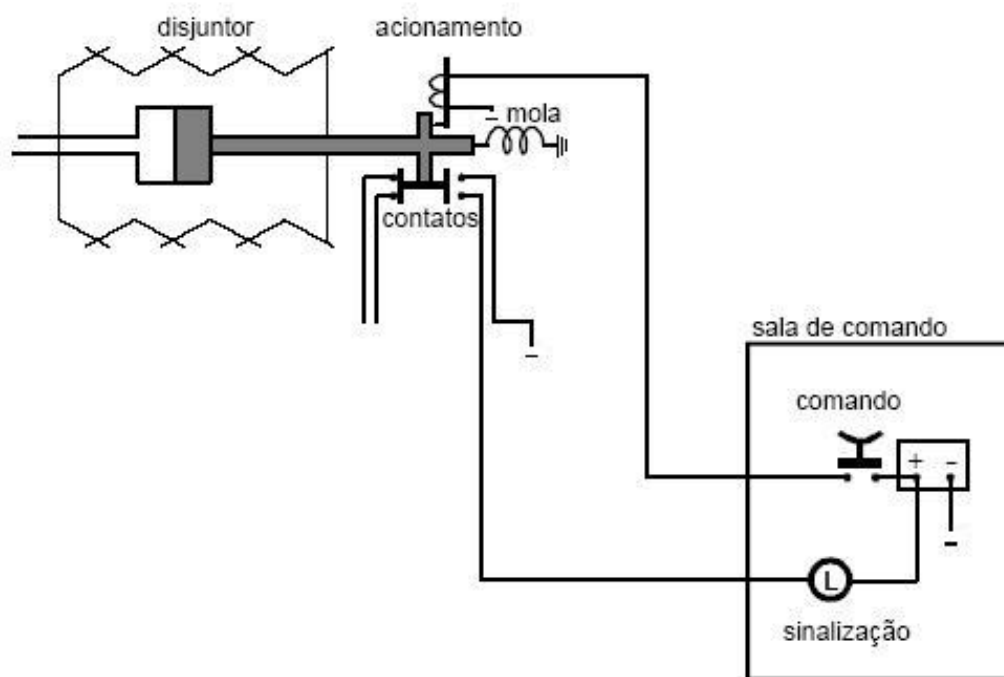 disjuntor
acionamento
mola
contatos
sala de comando
comando
+ -
L
sinalização